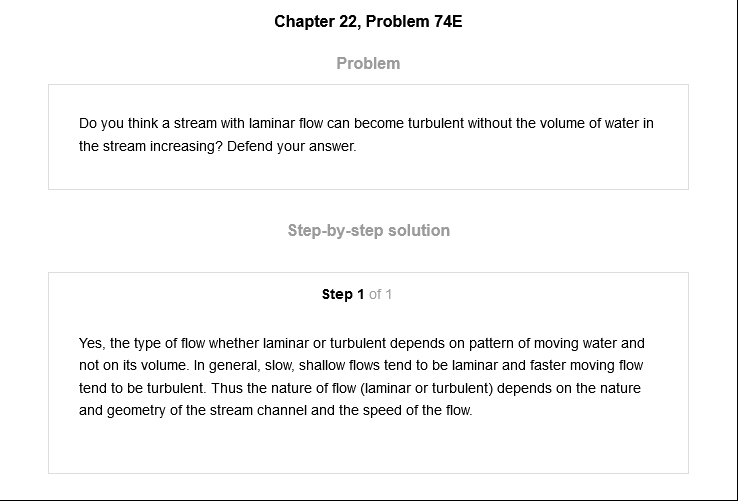 Chapter 22, Problem 74E
Problem
Do you think a stream with laminar flow can become turbulent without the volume of water in
the stream increasing? Defend your answer.
Step-by-step solution
Step 1 of 1
Yes, the type of flow whether laminar or turbulent depends on pattern of moving water and
not on its volume. In general, slow, shallow flows tend to be laminar and faster moving flow
tend to be turbulent. Thus the nature of flow (laminar or turbulent) depends on the nature
and geometry of the stream channel and the speed of the flow.